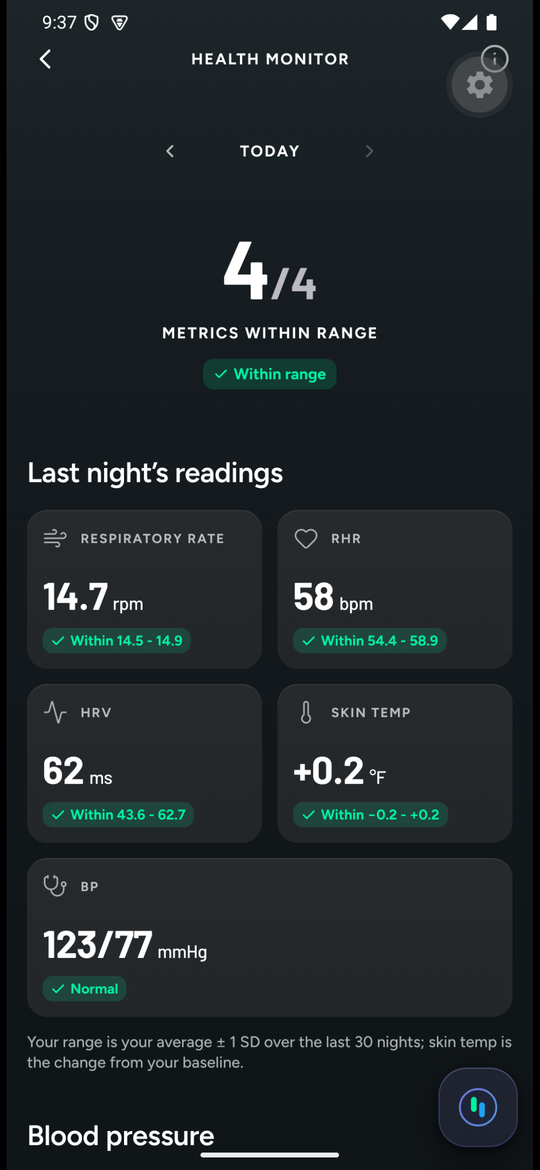 9:37
HEALTH MONITOR
TODAY
4/4
METRICS WITHIN RANGE
Within range
Last night’s readings
RESPIRATORY RATE
14.7 rpm
Within 14.5 - 14.9
RHR
58 bpm
Within 54.4 - 58.9
HRV
62 ms
Within 43.6 - 62.7
SKIN TEMP
+0.2 °F
Within −0.2 - +0.2
BP
123/77 mmHg
Normal
Your range is your average ± 1 SD over the last 30 nights; skin temp is
the change from your baseline.
Blood pressure